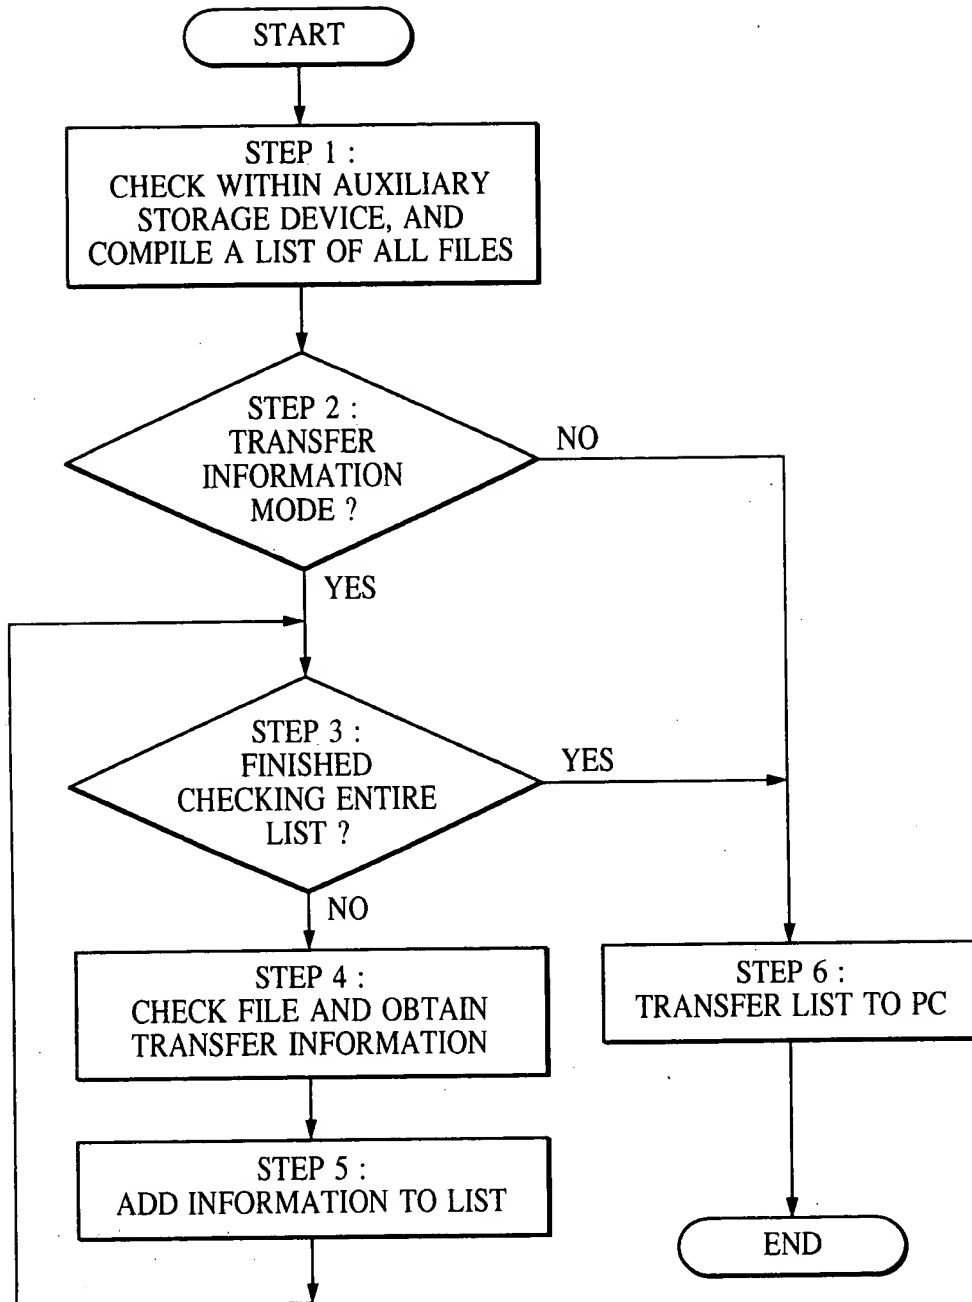 START
STEP 1 :
CHECK WITHIN AUXILIARY
STORAGE DEVICE, AND
COMPILE A LIST OF ALL FILES
STEP 2 :
TRANSFER
INFORMATION
MODE ?
NO
YES
STEP 3 :
FINISHED
CHECKING ENTIRE
LIST ?
YES
NO
STEP 4 :
CHECK FILE AND OBTAIN
TRANSFER INFORMATION
STEP 5 :
ADD INFORMATION TO LIST
STEP 6 :
TRANSFER LIST TO PC
END